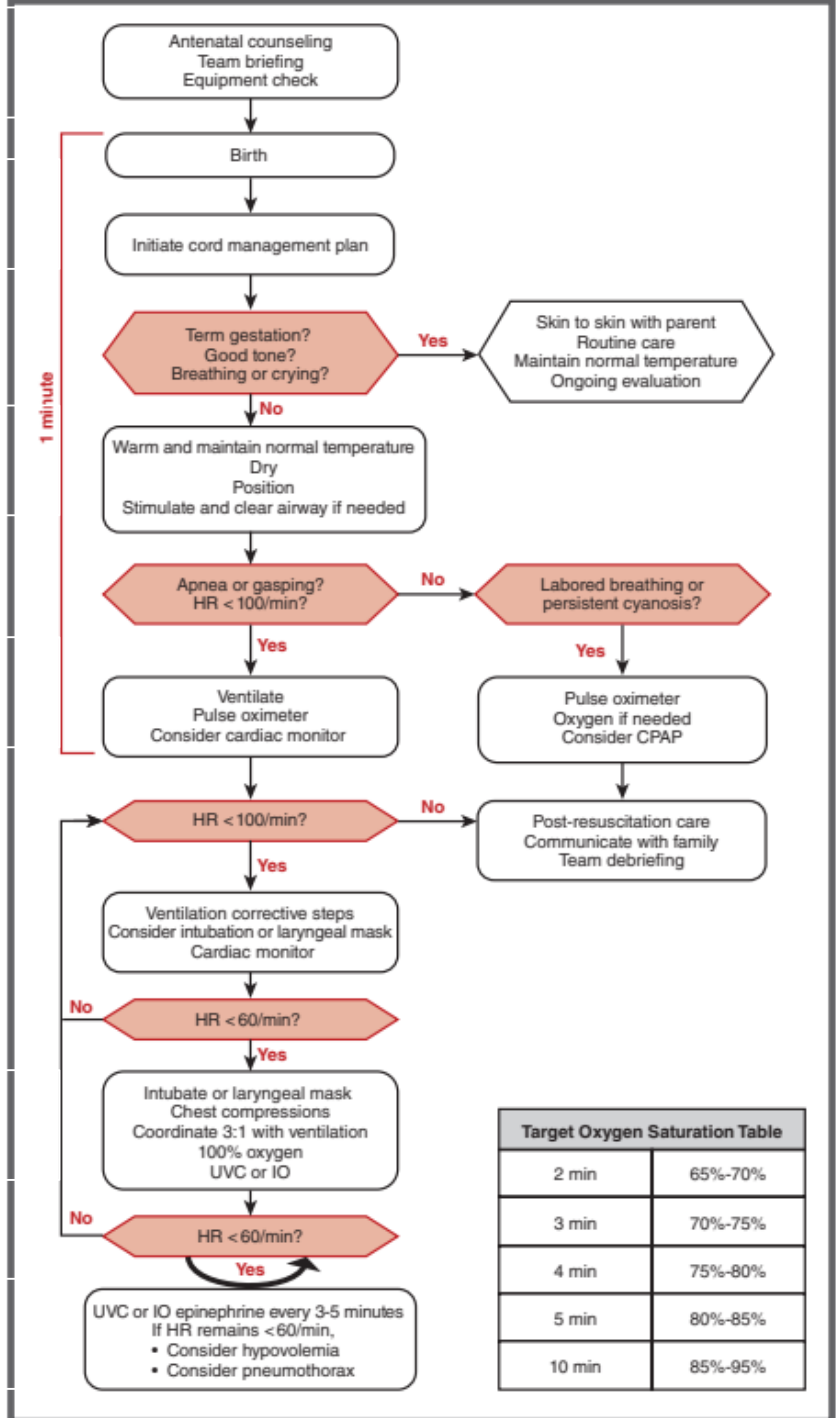 Antenatal counseling
Team briefing
Equipment check
Birth
Initiate cord management plan
Term gestation?
Good tone?
Breathing or crying?
Yes
Skin to skin with parent
Routine care
Maintain normal temperature
Ongoing evaluation
No
1 minute
Warm and maintain normal temperature
Dry
Position
Stimulate and clear airway if needed
Apnea or gasping?
HR <100/min?
No
Labored breathing or
persistent cyanosis?
Yes
Yes
Ventilate
Pulse oximeter
Consider cardiac monitor
Pulse oximeter
Oxygen if needed
Consider CPAP
HR <100/min?
No
Post-resuscitation care
Communicate with family
Team debriefing
Yes
Ventilation corrective steps
Consider intubation or laryngeal mask
Cardiac monitor
No
HR <60/min?
Yes
Intubate or laryngeal mask
Chest compressions
Coordinate 3:1 with ventilation
100% oxygen
UVC or IO
No
HR <60/min?
Yes
UVC or IO epinephrine every 3-5 minutes
If HR remains <60/min,
• Consider hypovolemia
• Consider pneumothorax
Target Oxygen Saturation Table
2 min 65%-70%
3 min 70%-75%
4 min 75%-80%
5 min 80%-85%
10 min 85%-95%